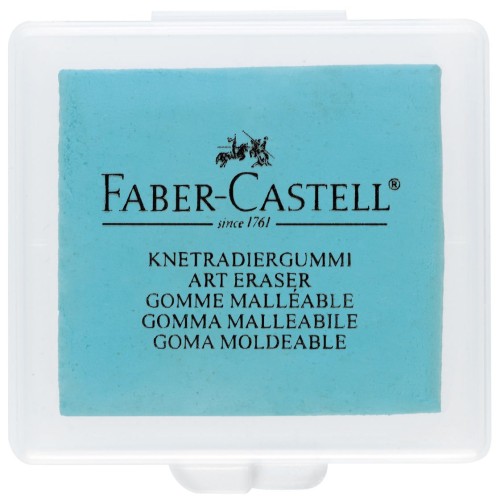 FABER-CASTELL®
since 1761
KNETRADIERGUMMI
ART ERASER
GOMME MALLÉABLE
GOMMA MALLEABILE
GOMA MOLDEABLE